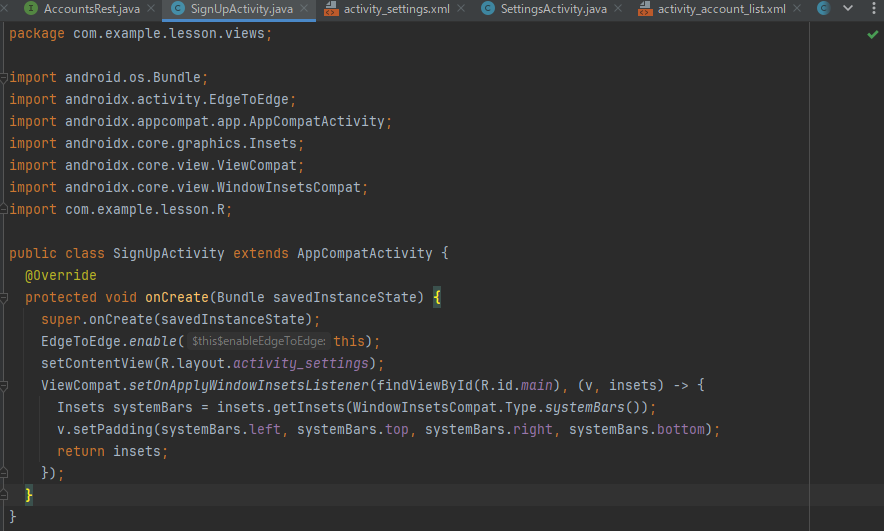 AccountsRest.java SignUpActivity.java activity_settings.xml SettingsActivity.java activity_account_list.xml
package com.example.lesson.views;
import android.os.Bundle;
import androidx.activity.EdgeToEdge;
import androidx.appcompat.app.AppCompatActivity;
import androidx.core.graphics.Insets;
import androidx.core.view.ViewCompat;
import androidx.core.view.WindowInsetsCompat;
import com.example.lesson.R;
public class SignUpActivity extends AppCompatActivity {
@Override
protected void onCreate(Bundle savedInstanceState) {
super.onCreate(savedInstanceState);
EdgeToEdge.enable( $this$enableEdgeToEdge: this);
setContentView(R.layout.activity_settings);
ViewCompat.setOnApplyWindowInsetsListener(findViewById(R.id.main), (v, insets) -> {
Insets systemBars = insets.getInsets(WindowInsetsCompat.Type.systemBars());
v.setPadding(systemBars.left, systemBars.top, systemBars.right, systemBars.bottom);
return insets;
});
}
}